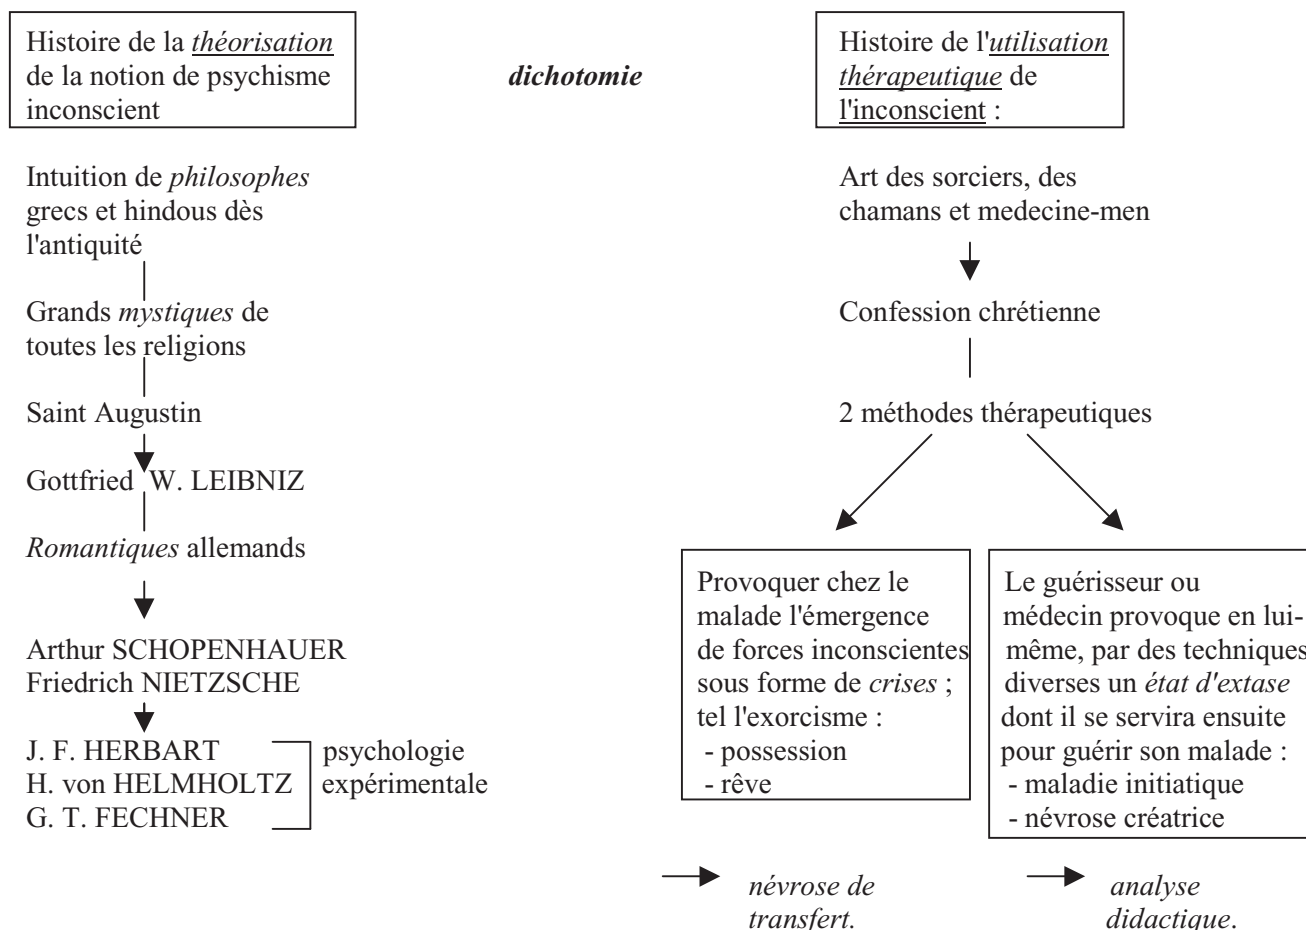 Histoire de la théorisation
de la notion de psychisme
inconscient
dichotomie
Histoire de l'utilisation
thérapeutique de
l'inconscient :
Intuition de philosophes
grecs et hindous dès
l'antiquité
Grands mystiques de
toutes les religions
Saint Augustin
Gottfried W. LEIBNIZ
Romantiques allemands
Arthur SCHOPENHAUER
Friedrich NIETZSCHE
J. F. HERBART
H. von HELMHOLTZ
G. T. FECHNER
psychologie
expérimentale
Art des sorciers, des
chamans et medecine-men
Confession chrétienne
2 méthodes thérapeutiques
Provoquer chez le
malade l'émergence
de forces inconscientes
sous forme de crises ;
tel l'exorcisme :
- possession
- rêve
névrose de
transfert.
Le guérisseur ou
médecin provoque en lui-
même, par des techniques
diverses un état d'extase
dont il se servira ensuite
pour guérir son malade :
- maladie initiatique
- névrose créatrice
analyse
didactique.